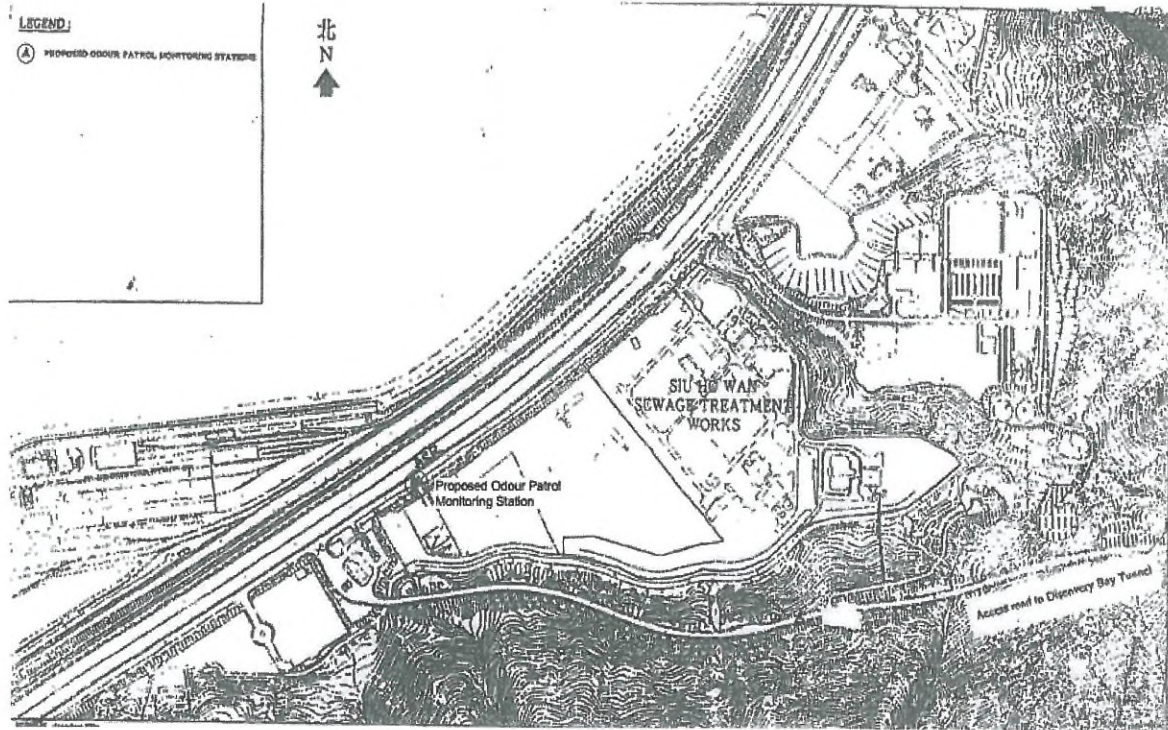 LEGEND:
A PROPOSED ODOUR PATROL MONITORING STATIONS
北
N
SIU HO WAN
SEWAGE TREATMENT
WORKS
Proposed Odour Patrol
Monitoring Station
Access road to Discovery Bay Tunnel